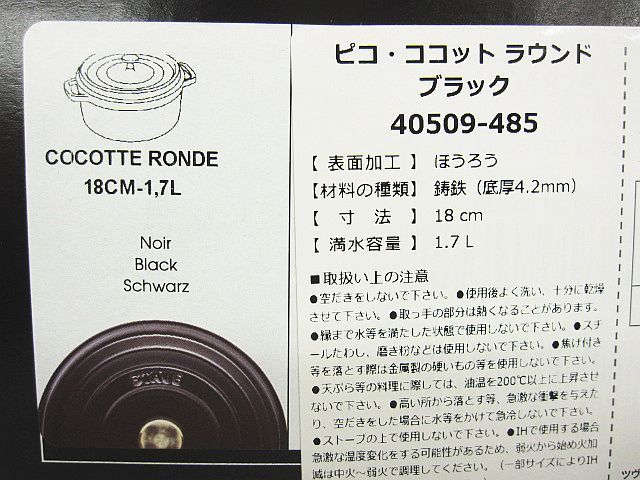 COCOTTE RONDE
18CM-1,7L
Noir
Black
Schwarz
STAUB
ピコ・ココット ラウンド
ブラック
40509-485
【 表面加工 】 ほうろう
【材料の種類】 鋳鉄（底厚4.2mm）
【 寸 法 】 18 cm
【 満水容量 】 1.7 L
■取扱い上の注意
●空だきをしないで下さい。●使用後よく洗い、十分に乾燥
させて下さい。●取っ手の部分は熱くなることがあります。
●縁まで水等を満たした状態で使用しないで下さい。●スチ
ールたわし、磨き粉などは使用しないで下さい。●焦げ付き
等を落とす際は金属製の硬いもの等を使用しないで下さい。
●天ぷら等の料理に際しては、油温を200℃以上に上昇させ
ないで下さい。●高い所から落とす等、急激な衝撃を与えた
り、空だきをした場合に水等をかけて急冷しないで下さい。
●ストーブの上で使用しないで下さい。●IHで使用する場合
急激な温度変化をする可能性があるため、弱火から始め火加
減は中火～弱火で調理してください。（一部サイズによりIH
ツヴ